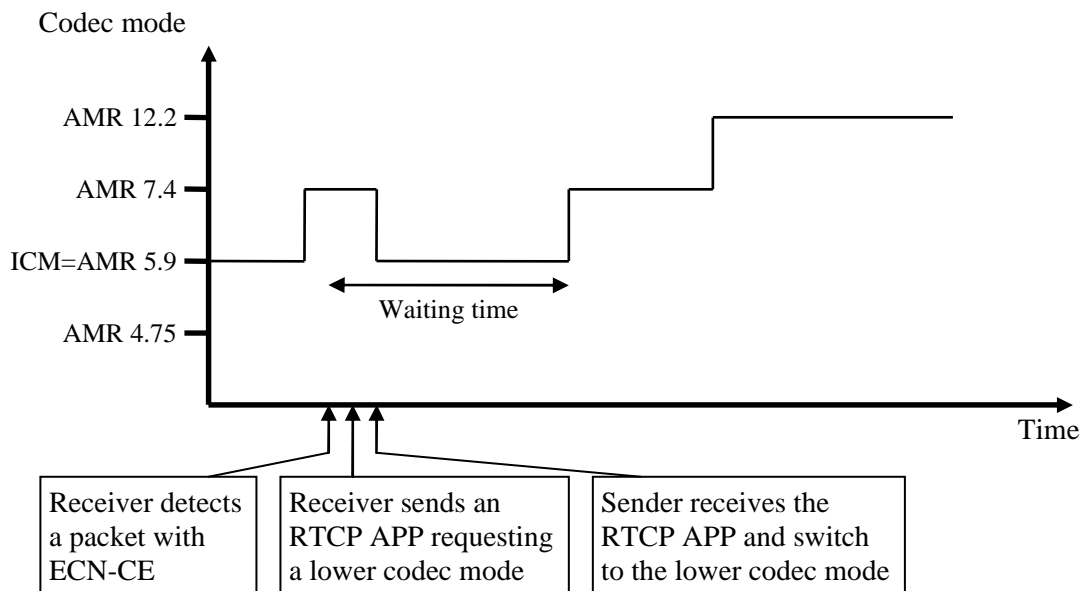 Codec mode
AMR 12.2
AMR 7.4
ICM=AMR 5.9
Waiting time
AMR 4.75
Time
Receiver detects
a packet with
ECN-CE
Receiver sends an
RTCP APP requesting
a lower codec mode
Sender receives the
RTCP APP and switch
to the lower codec mode